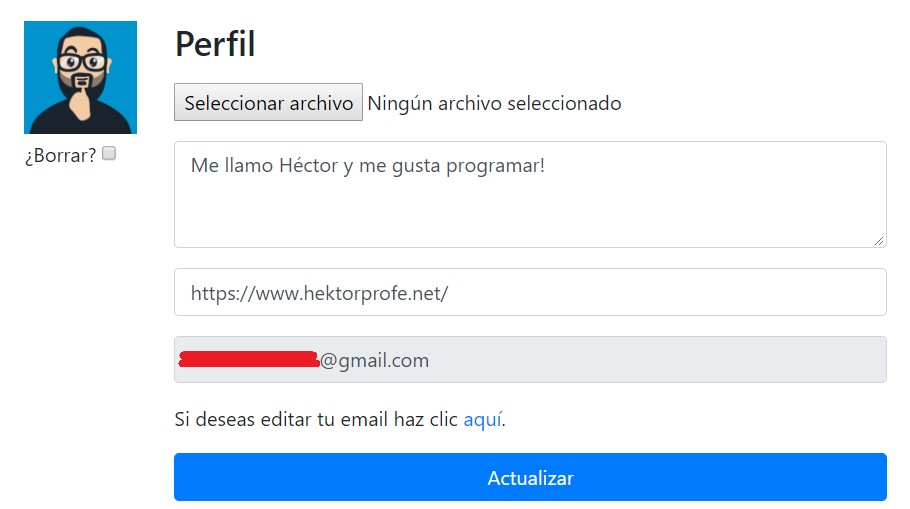 Perfil
Seleccionar archivo Ningún archivo seleccionado
¿Borrar?
Me llamo Héctor y me gusta programar!
https://www.hektorprofe.net/
@gmail.com
Si deseas editar tu email haz clic aquí.
Actualizar